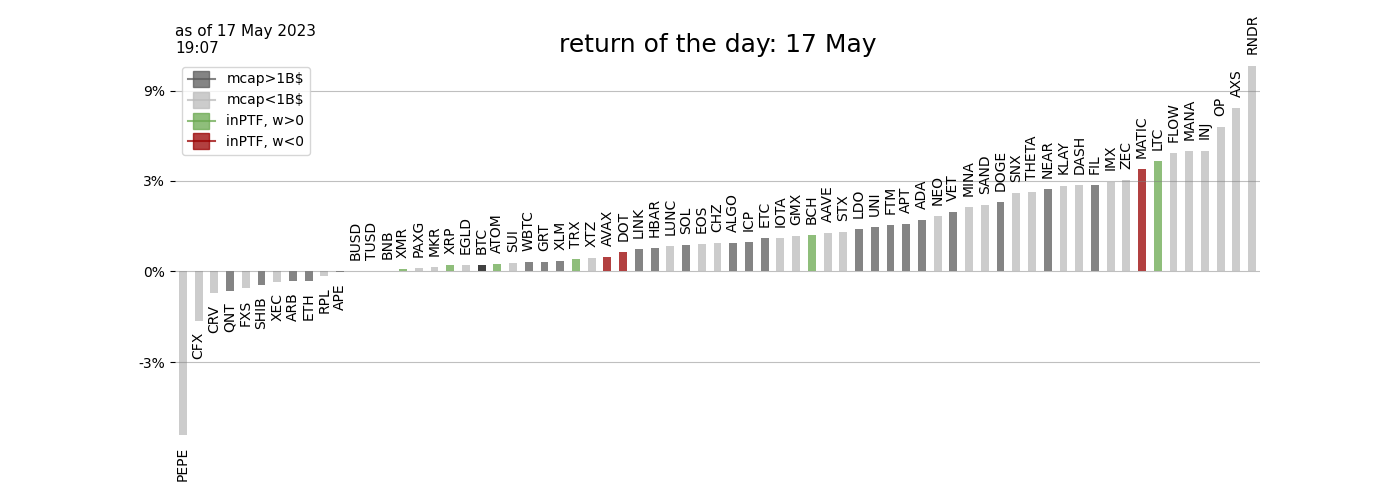 as of 17 May 2023
19:07
return of the day: 17 May
mcap>1B$
mcap<1B$
inPTF, w>0
inPTF, w<0
9%
3%
0%
-3%
PEPE
CFX
CRV
QNT
FXS
SHIB
XEC
ARB
ETH
RPL
APE
BUSD
TUSD
BNB
XMR
PAXG
MKR
XRP
EGLD
BTC
ATOM
SUI
WBTC
GRT
XLM
TRX
XTZ
AVAX
DOT
LINK
HBAR
LUNC
SOL
EOS
CHZ
ALGO
ICP
ETC
IOTA
GMX
BCH
AAVE
STX
LDO
UNI
FTM
APT
ADA
NEO
VET
MINA
SAND
DOGE
SNX
THETA
NEAR
KLAY
DASH
FIL
IMX
ZEC
MATIC
LTC
FLOW
MANA
INJ
OP
AXS
RNDR